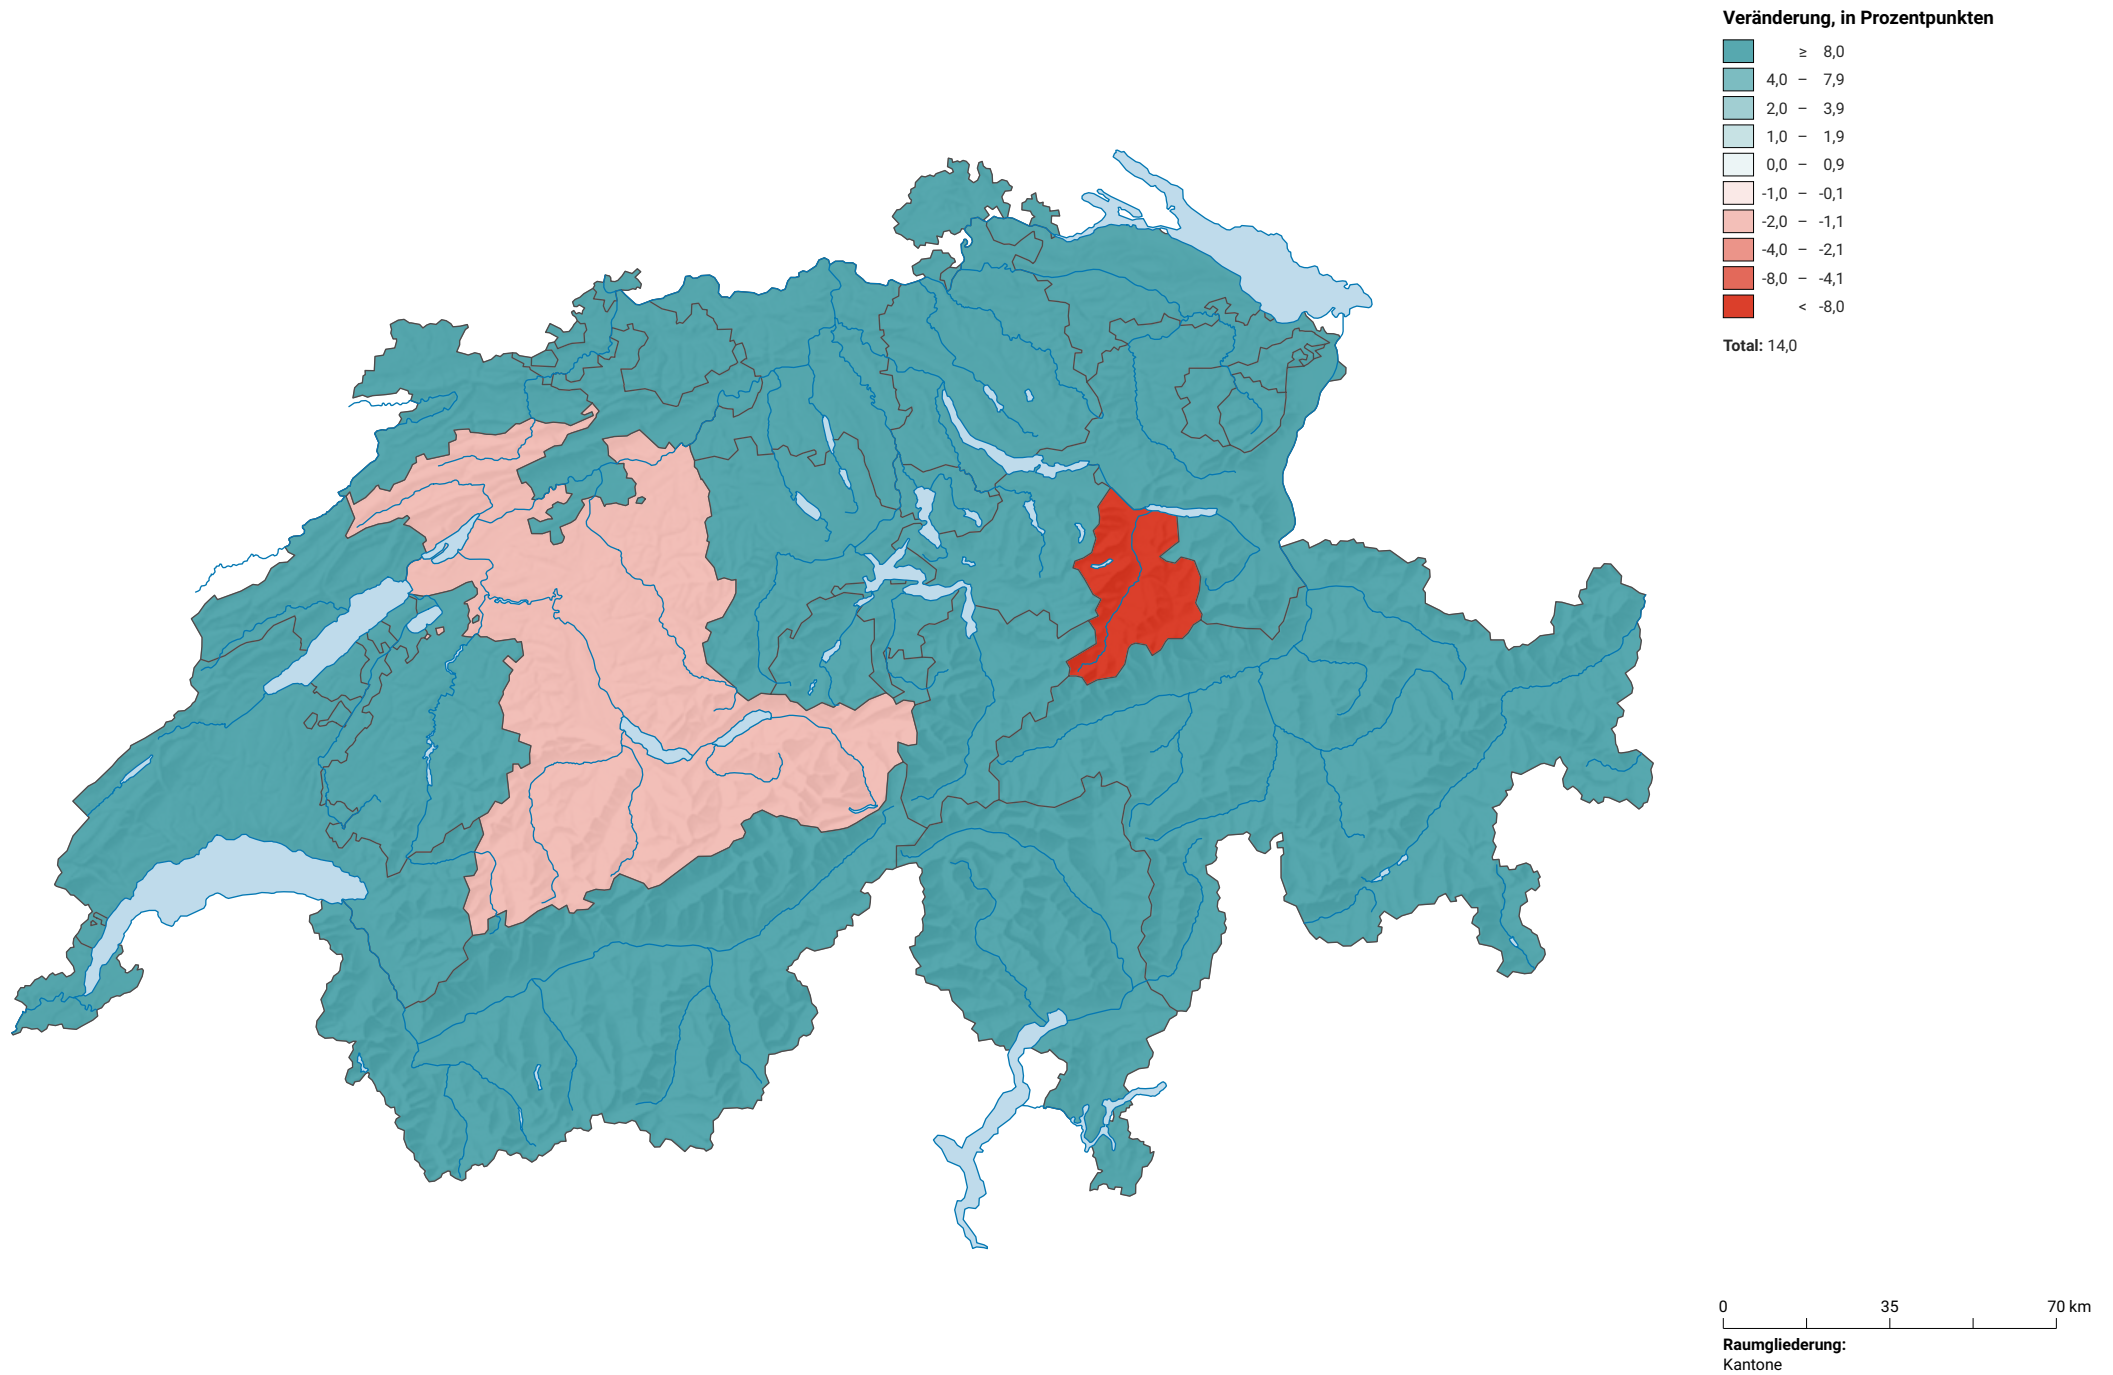 Veränderung, in Prozentpunkten
≥ 8,0
4,0 – 7,9
2,0 – 3,9
1,0 – 1,9
0,0 – 0,9
-1,0 – -0,1
-2,0 – -1,1
-4,0 – -2,1
-8,0 – -4,1
< -8,0
Total: 14,0
0 35 70 km
Raumgliederung:
Kantone